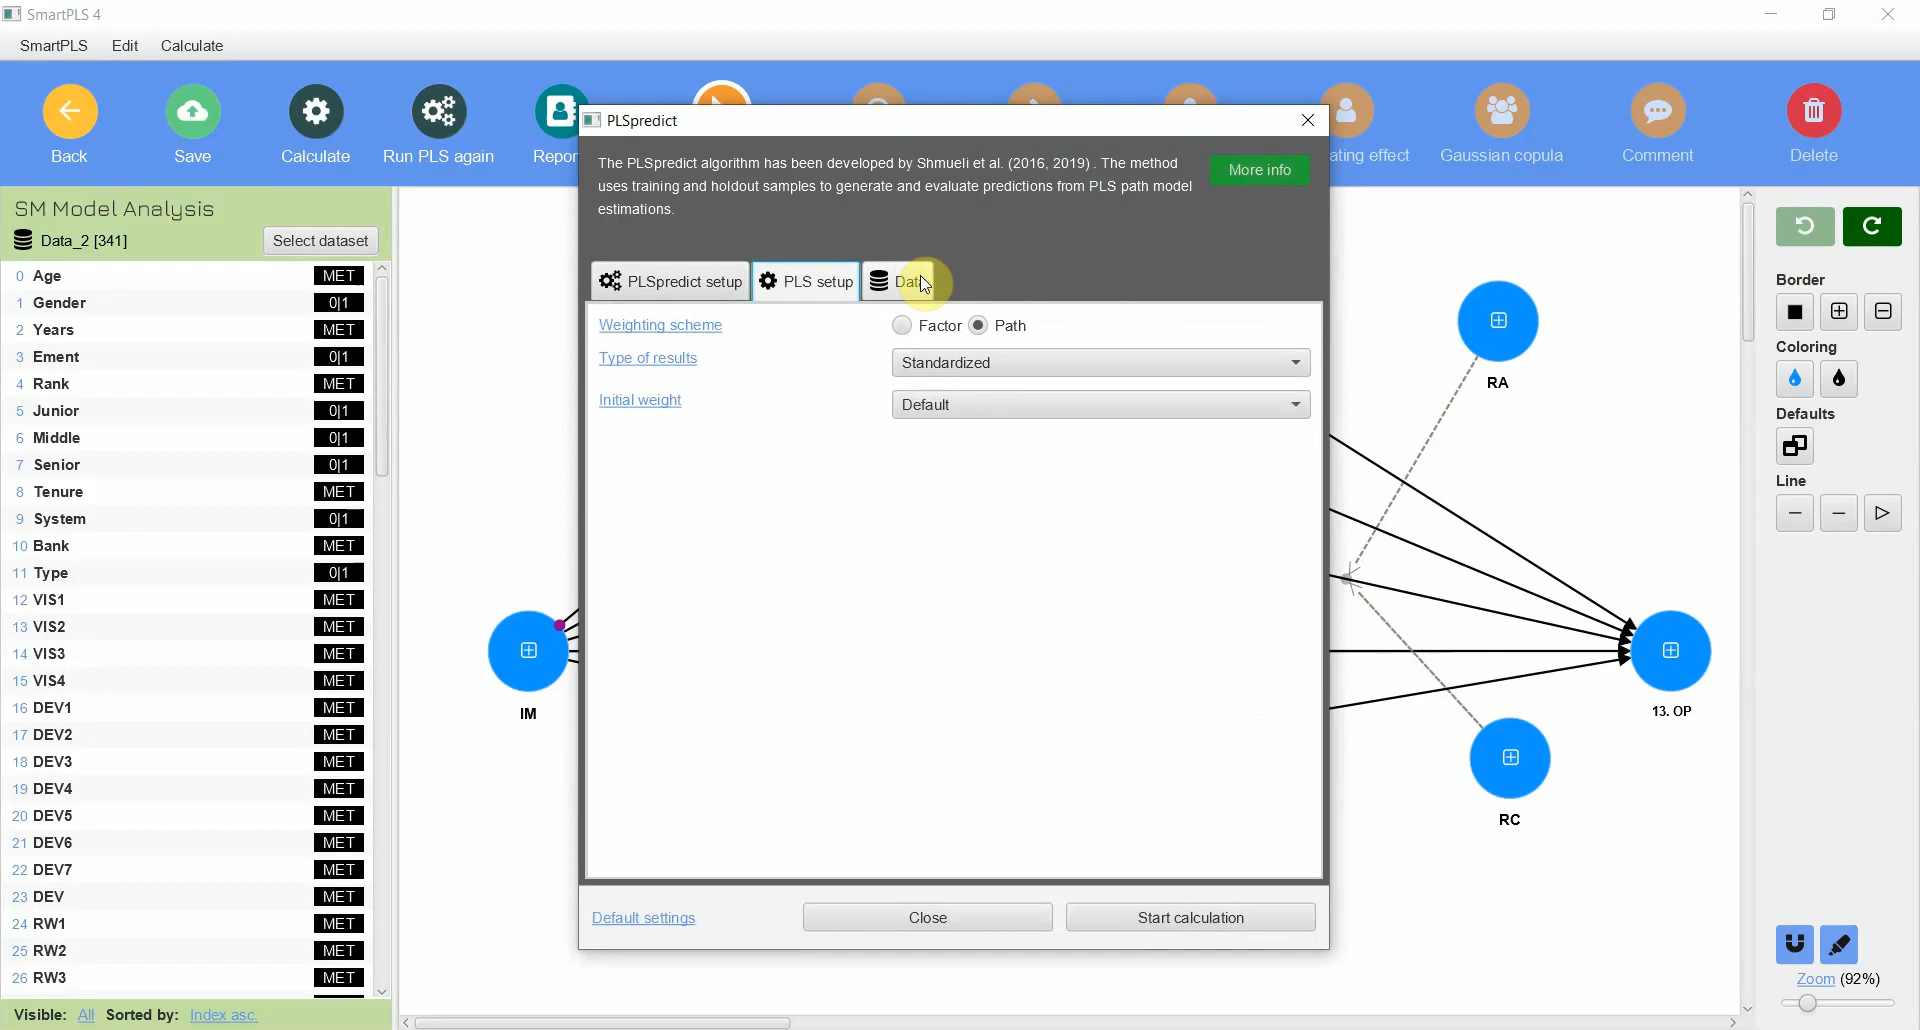 SmartPLS 4
SmartPLS Edit Calculate
Back
Save
Calculate
Run PLS again
Gaussian copula
Comment
Delete
PLSpredict
The PLSpredict algorithm has been developed by Shmueli et al. (2016, 2019) . The method
uses training and holdout samples to generate and evaluate predictions from PLS path model
estimations.
More info
PLSpredict setup
PLS setup
Weighting scheme
Factor
Path
Type of results
Standardized
Initial weight
Default
Default settings
Close
Start calculation
SM Model Analysis
Data_2 [341]
Select dataset
0 Age MET
1 Gender 0|1
2 Years MET
3 Ement 0|1
4 Rank MET
5 Junior 0|1
6 Middle 0|1
7 Senior 0|1
8 Tenure MET
9 System 0|1
10 Bank MET
11 Type 0|1
12 VIS1 MET
13 VIS2 MET
14 VIS3 MET
15 VIS4 MET
16 DEV1 MET
17 DEV2 MET
18 DEV3 MET
19 DEV4 MET
20 DEV5 MET
21 DEV6 MET
22 DEV7 MET
23 DEV MET
24 RW1 MET
25 RW2 MET
26 RW3 MET
Visible: All Sorted by: Index asc.
IM
RA
13. OP
RC
Border
Coloring
Defaults
Line
Zoom (92%)